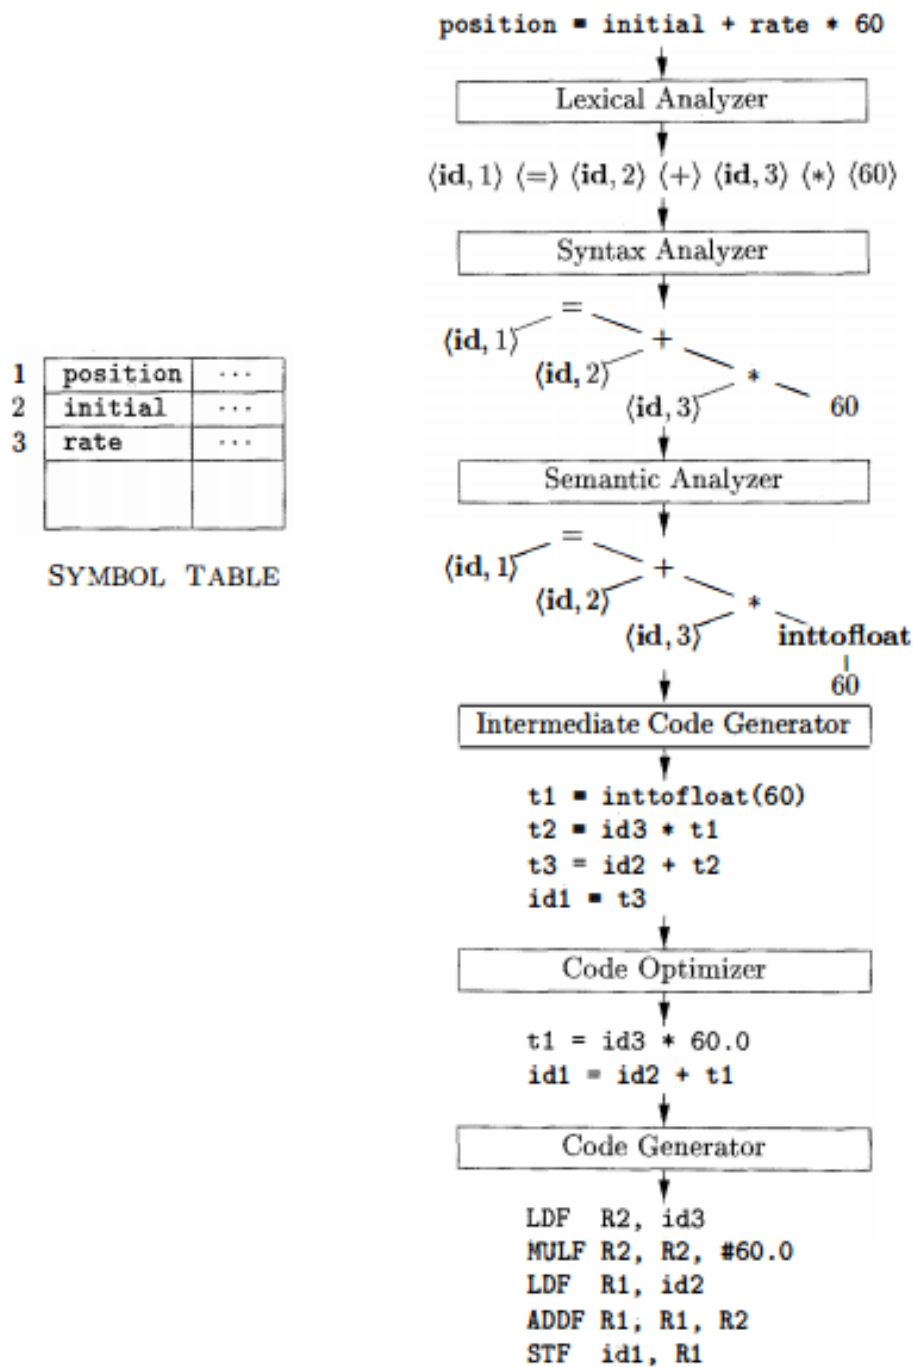 position = initial + rate * 60
Lexical Analyzer
⟨id, 1⟩ ⟨=⟩ ⟨id, 2⟩ ⟨+⟩ ⟨id, 3⟩ ⟨*⟩ ⟨60⟩
Syntax Analyzer
=
⟨id, 1⟩ +
⟨id, 2⟩ *
⟨id, 3⟩ 60
1 position ...
2 initial ...
3 rate ...
SYMBOL TABLE
Semantic Analyzer
=
⟨id, 1⟩ +
⟨id, 2⟩ *
⟨id, 3⟩ inttofloat
60
Intermediate Code Generator
t1 = inttofloat(60)
t2 = id3 * t1
t3 = id2 + t2
id1 = t3
Code Optimizer
t1 = id3 * 60.0
id1 = id2 + t1
Code Generator
LDF R2, id3
MULF R2, R2, #60.0
LDF R1, id2
ADDF R1, R1, R2
STF id1, R1